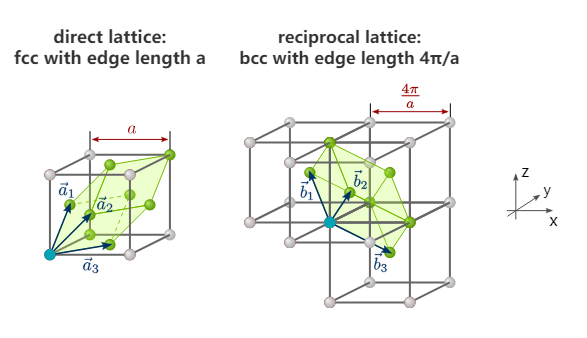 direct lattice:
fcc with edge length a
reciprocal lattice:
bcc with edge length 4π/a
a
4π
a
a⃗1
a⃗2
a⃗3
b⃗1
b⃗2
b⃗3
z
y
x